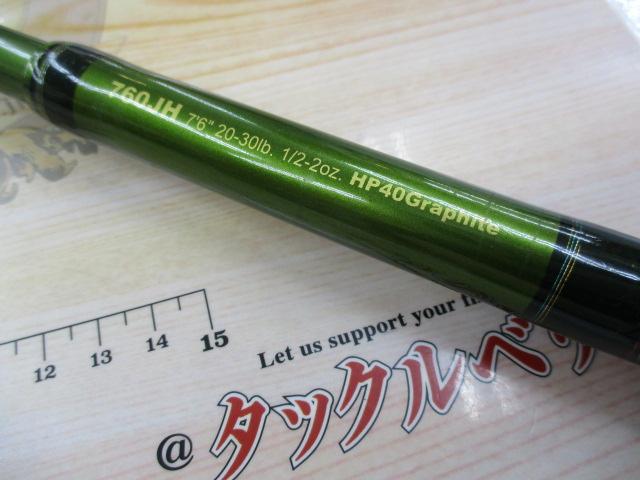 760JH 7'6" 20-30lb. 1/2-2oz. HP40Graphite
12 13 14 15
Let us support your
@タックルベ